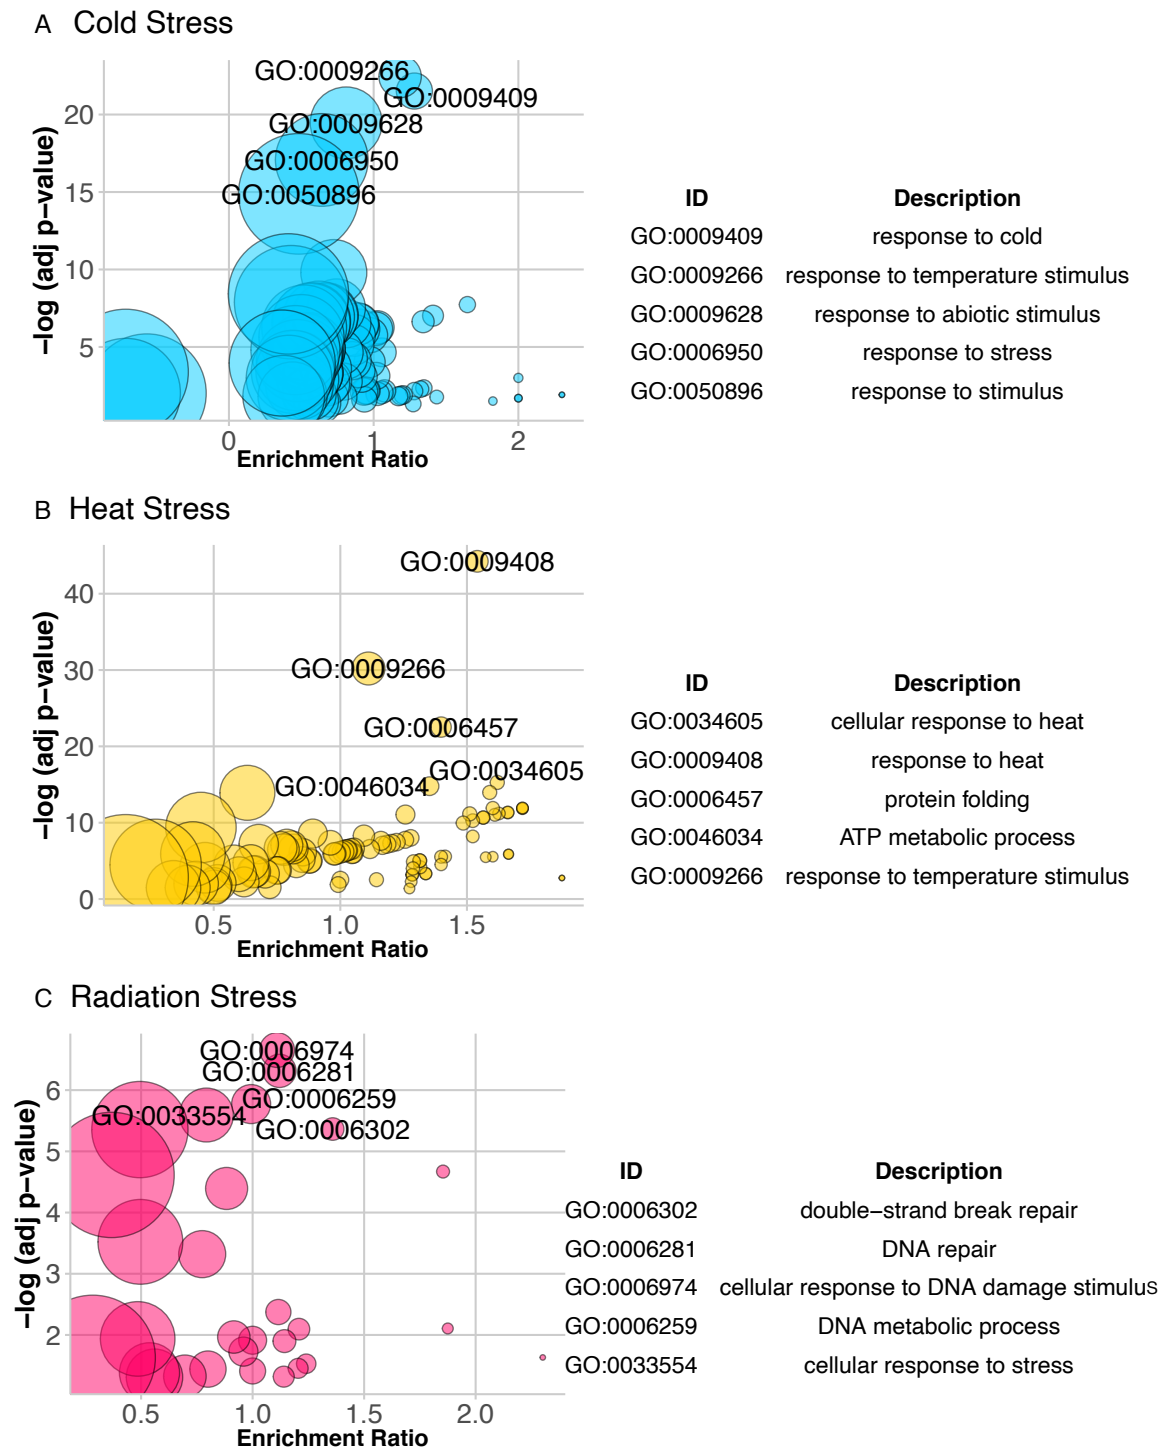 A Cold Stress
GO:0009266
GO:0009409
GO:0009628
GO:0006950
GO:0050896
20
15
10
5
−log (adj p−value)
0
1
2
Enrichment Ratio
ID Description
GO:0009409 response to cold
GO:0009266 response to temperature stimulus
GO:0009628 response to abiotic stimulus
GO:0006950 response to stress
GO:0050896 response to stimulus
B Heat Stress
GO:0009408
GO:0009266
GO:0006457
GO:0034605
GO:0046034
40
30
20
10
0
−log (adj p−value)
0.5
1.0
1.5
Enrichment Ratio
ID Description
GO:0034605 cellular response to heat
GO:0009408 response to heat
GO:0006457 protein folding
GO:0046034 ATP metabolic process
GO:0009266 response to temperature stimulus
C Radiation Stress
GO:0006974
GO:0006281
GO:0006259
GO:0033554
GO:0006302
6
5
4
3
2
−log (adj p−value)
0.5
1.0
1.5
2.0
Enrichment Ratio
ID Description
GO:0006302 double−strand break repair
GO:0006281 DNA repair
GO:0006974 cellular response to DNA damage stimulus
GO:0006259 DNA metabolic process
GO:0033554 cellular response to stress